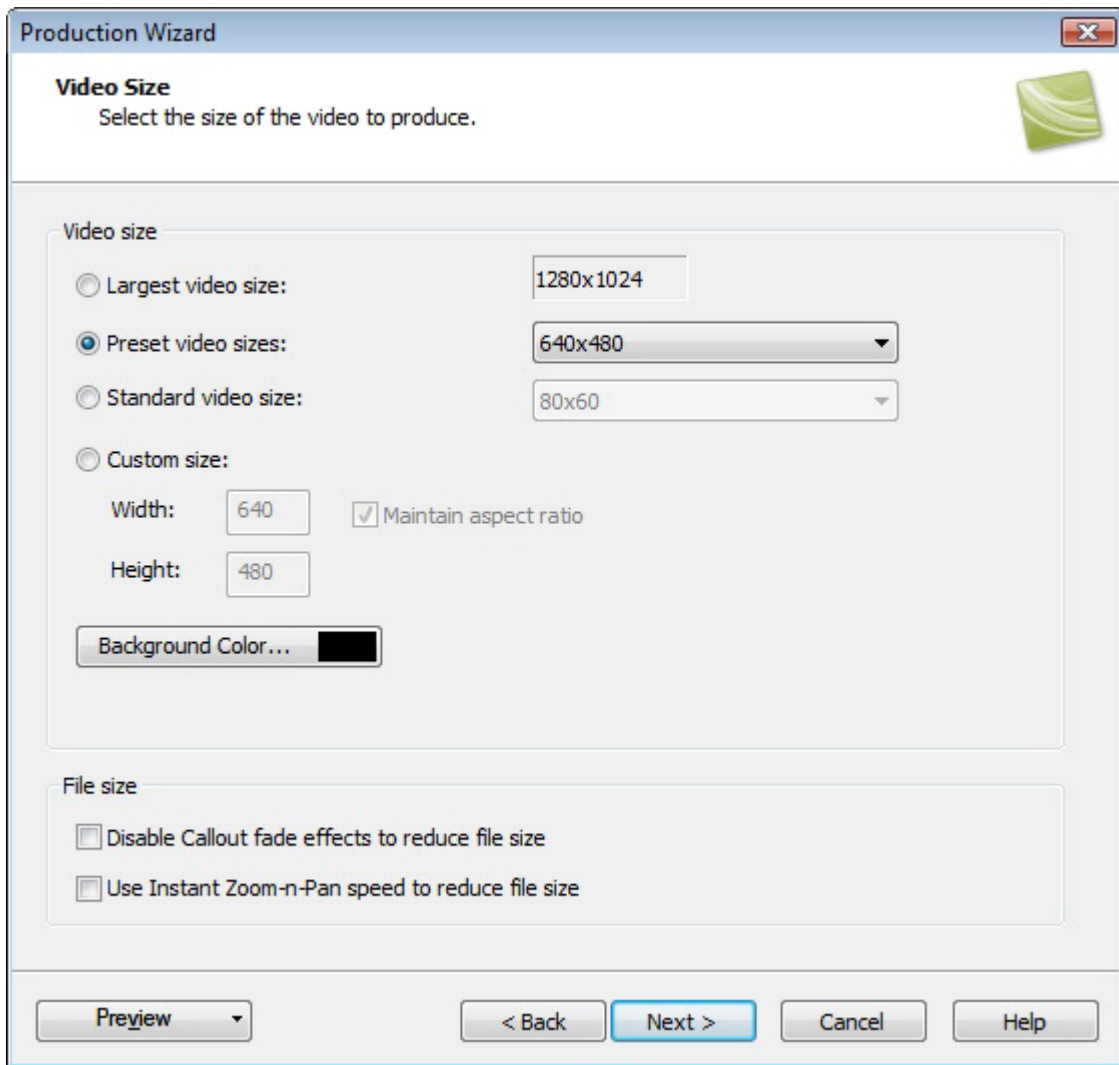 Production Wizard
Video Size
Select the size of the video to produce.
Video size
Largest video size: 1280x1024
Preset video sizes: 640x480
Standard video size: 80x60
Custom size:
Width: 640 Maintain aspect ratio
Height: 480
Background Color...
File size
Disable Callout fade effects to reduce file size
Use Instant Zoom-n-Pan speed to reduce file size
Preview < Back Next > Cancel Help